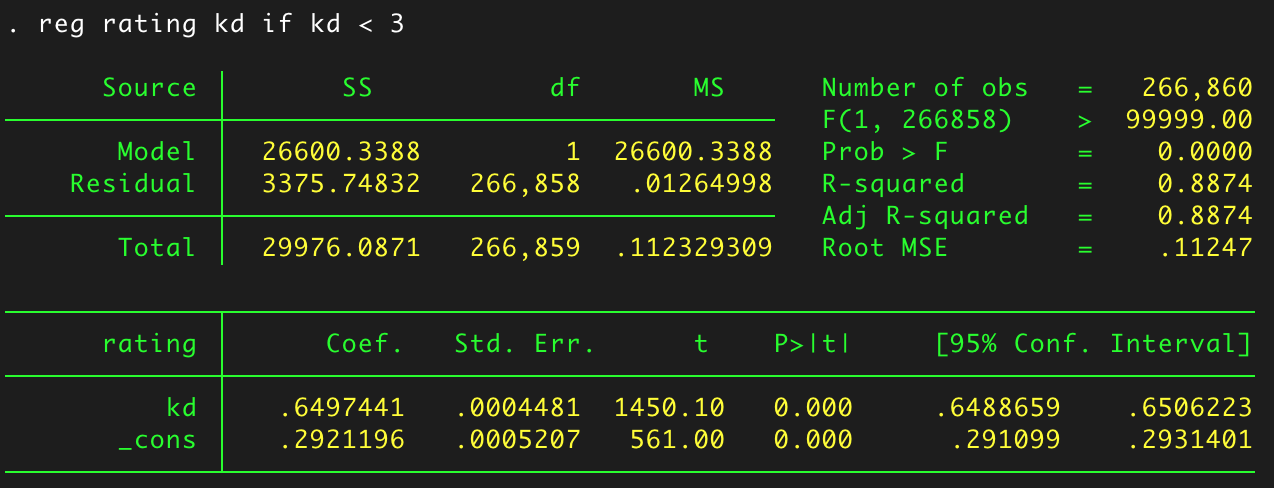 . reg rating kd if kd < 3
Source SS df MS Number of obs = 266,860
F(1, 266858) > 99999.00
Model 26600.3388 1 26600.3388 Prob > F = 0.0000
Residual 3375.74832 266,858 .01264998 R-squared = 0.8874
Adj R-squared = 0.8874
Total 29976.0871 266,859 .112329309 Root MSE = .11247
rating Coef. Std. Err. t P>|t| [95% Conf. Interval]
kd .6497441 .0004481 1450.10 0.000 .6488659 .6506223
_cons .2921196 .0005207 561.00 0.000 .291099 .2931401